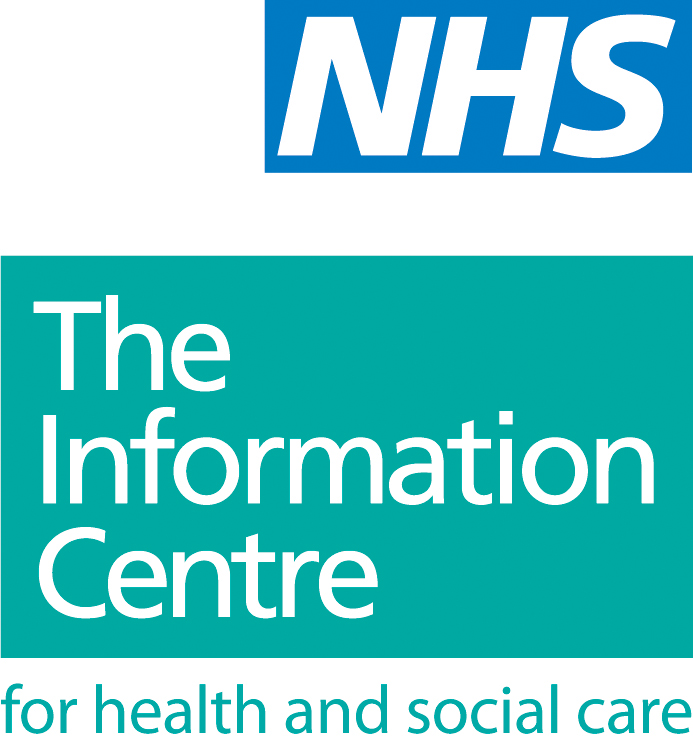 NHS
The
Information
Centre
for health and social care